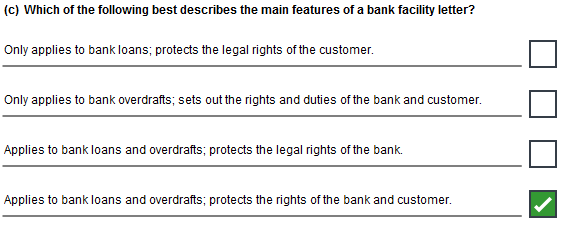 (c) Which of the following best describes the main features of a bank facility letter?
Only applies to bank loans; protects the legal rights of the customer.
Only applies to bank overdrafts; sets out the rights and duties of the bank and customer.
Applies to bank loans and overdrafts; protects the legal rights of the bank.
Applies to bank loans and overdrafts; protects the rights of the bank and customer.